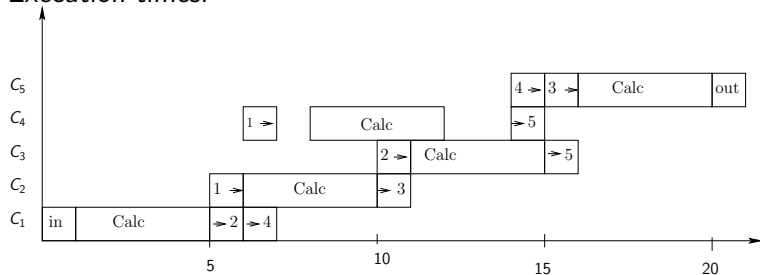 Execution times:
C5 4 → 3 → Calc out
C4 1 → Calc → 5
C3 2 → Calc → 5
C2 1 → Calc → 3
C1 in Calc → 2 → 4
5 10 15 20